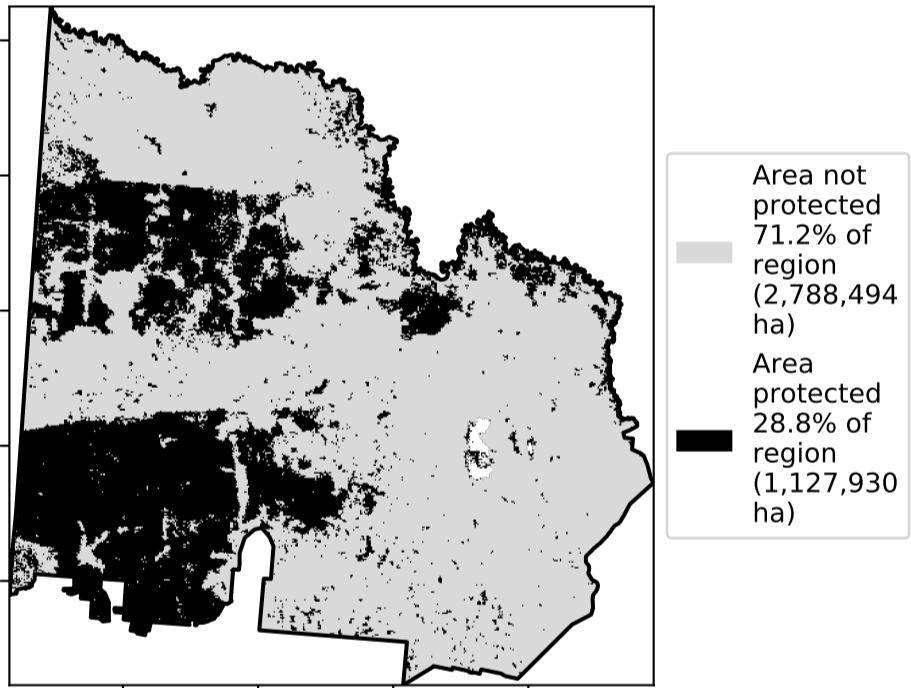 Area not
protected
71.2% of
region
(2,788,494
ha)
Area
protected
28.8% of
region
(1,127,930
ha)